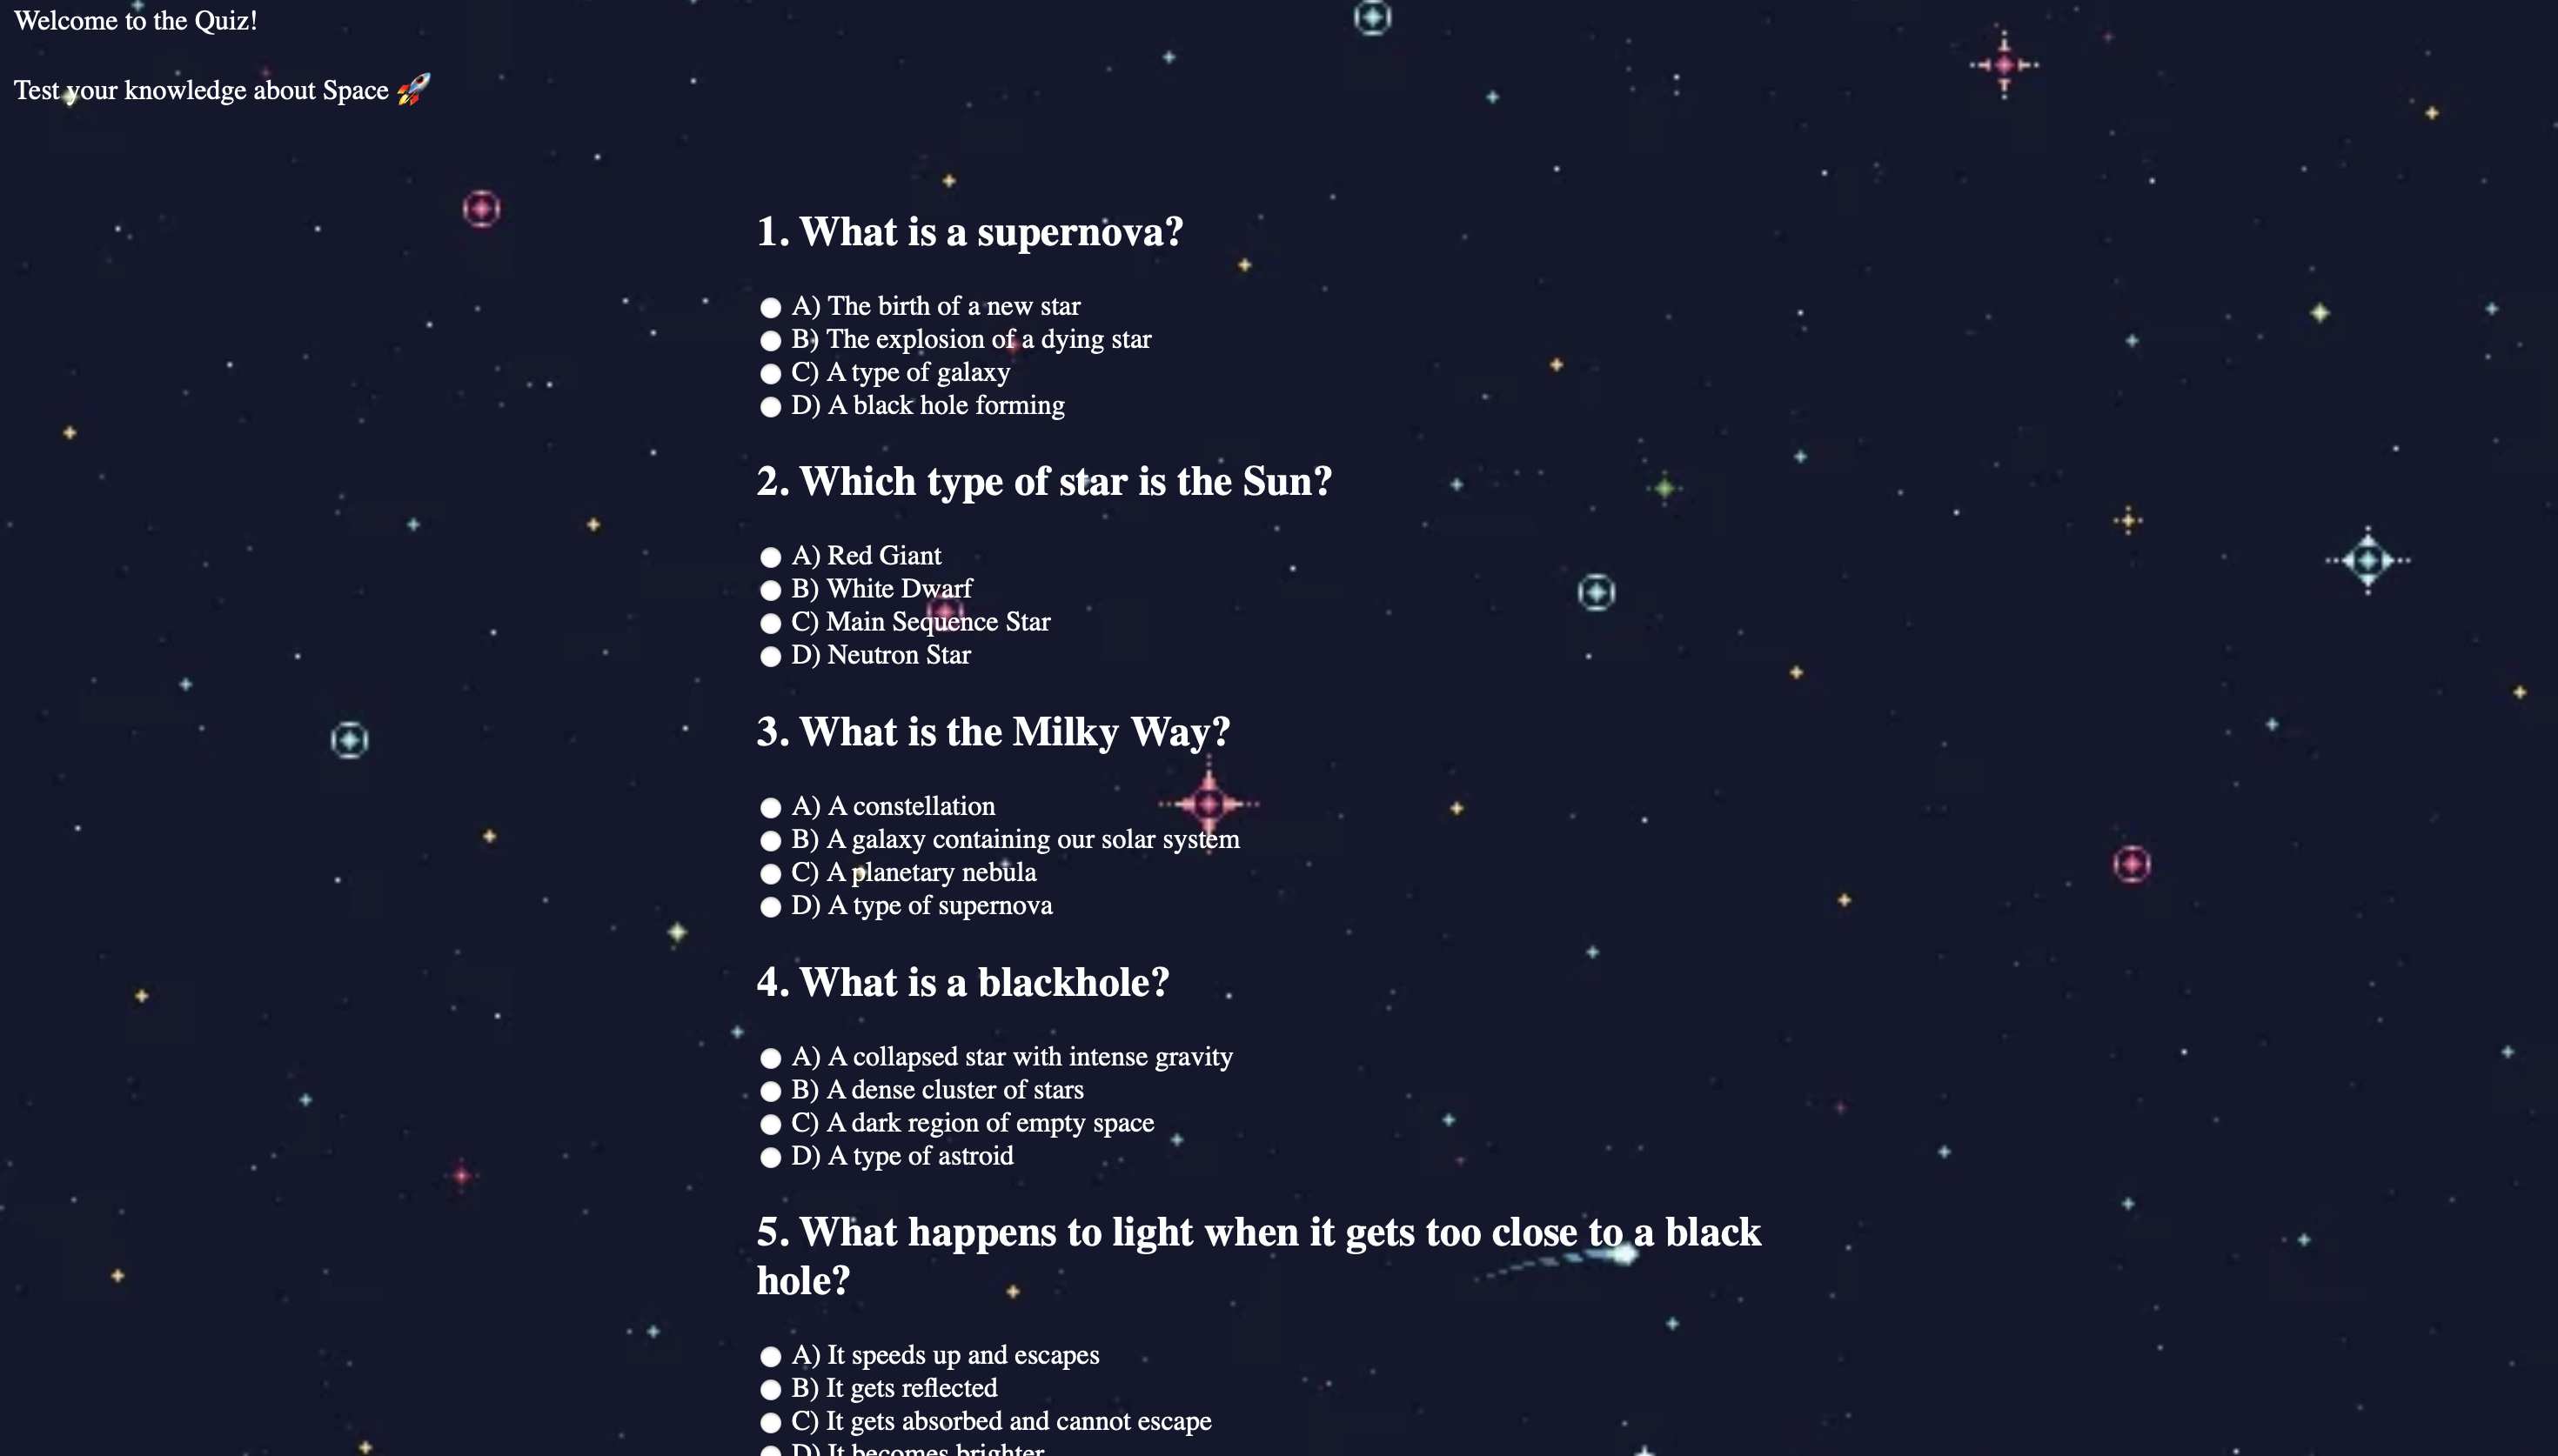 Welcome to the Quiz!
Test your knowledge about Space 🚀
1. What is a supernova?
A) The birth of a new star
B) The explosion of a dying star
C) A type of galaxy
D) A black hole forming
2. Which type of star is the Sun?
A) Red Giant
B) White Dwarf
C) Main Sequence Star
D) Neutron Star
3. What is the Milky Way?
A) A constellation
B) A galaxy containing our solar system
C) A planetary nebula
D) A type of supernova
4. What is a blackhole?
A) A collapsed star with intense gravity
B) A dense cluster of stars
C) A dark region of empty space
D) A type of astroid
5. What happens to light when it gets too close to a black
hole?
A) It speeds up and escapes
B) It gets reflected
C) It gets absorbed and cannot escape
D) It becomes brighter